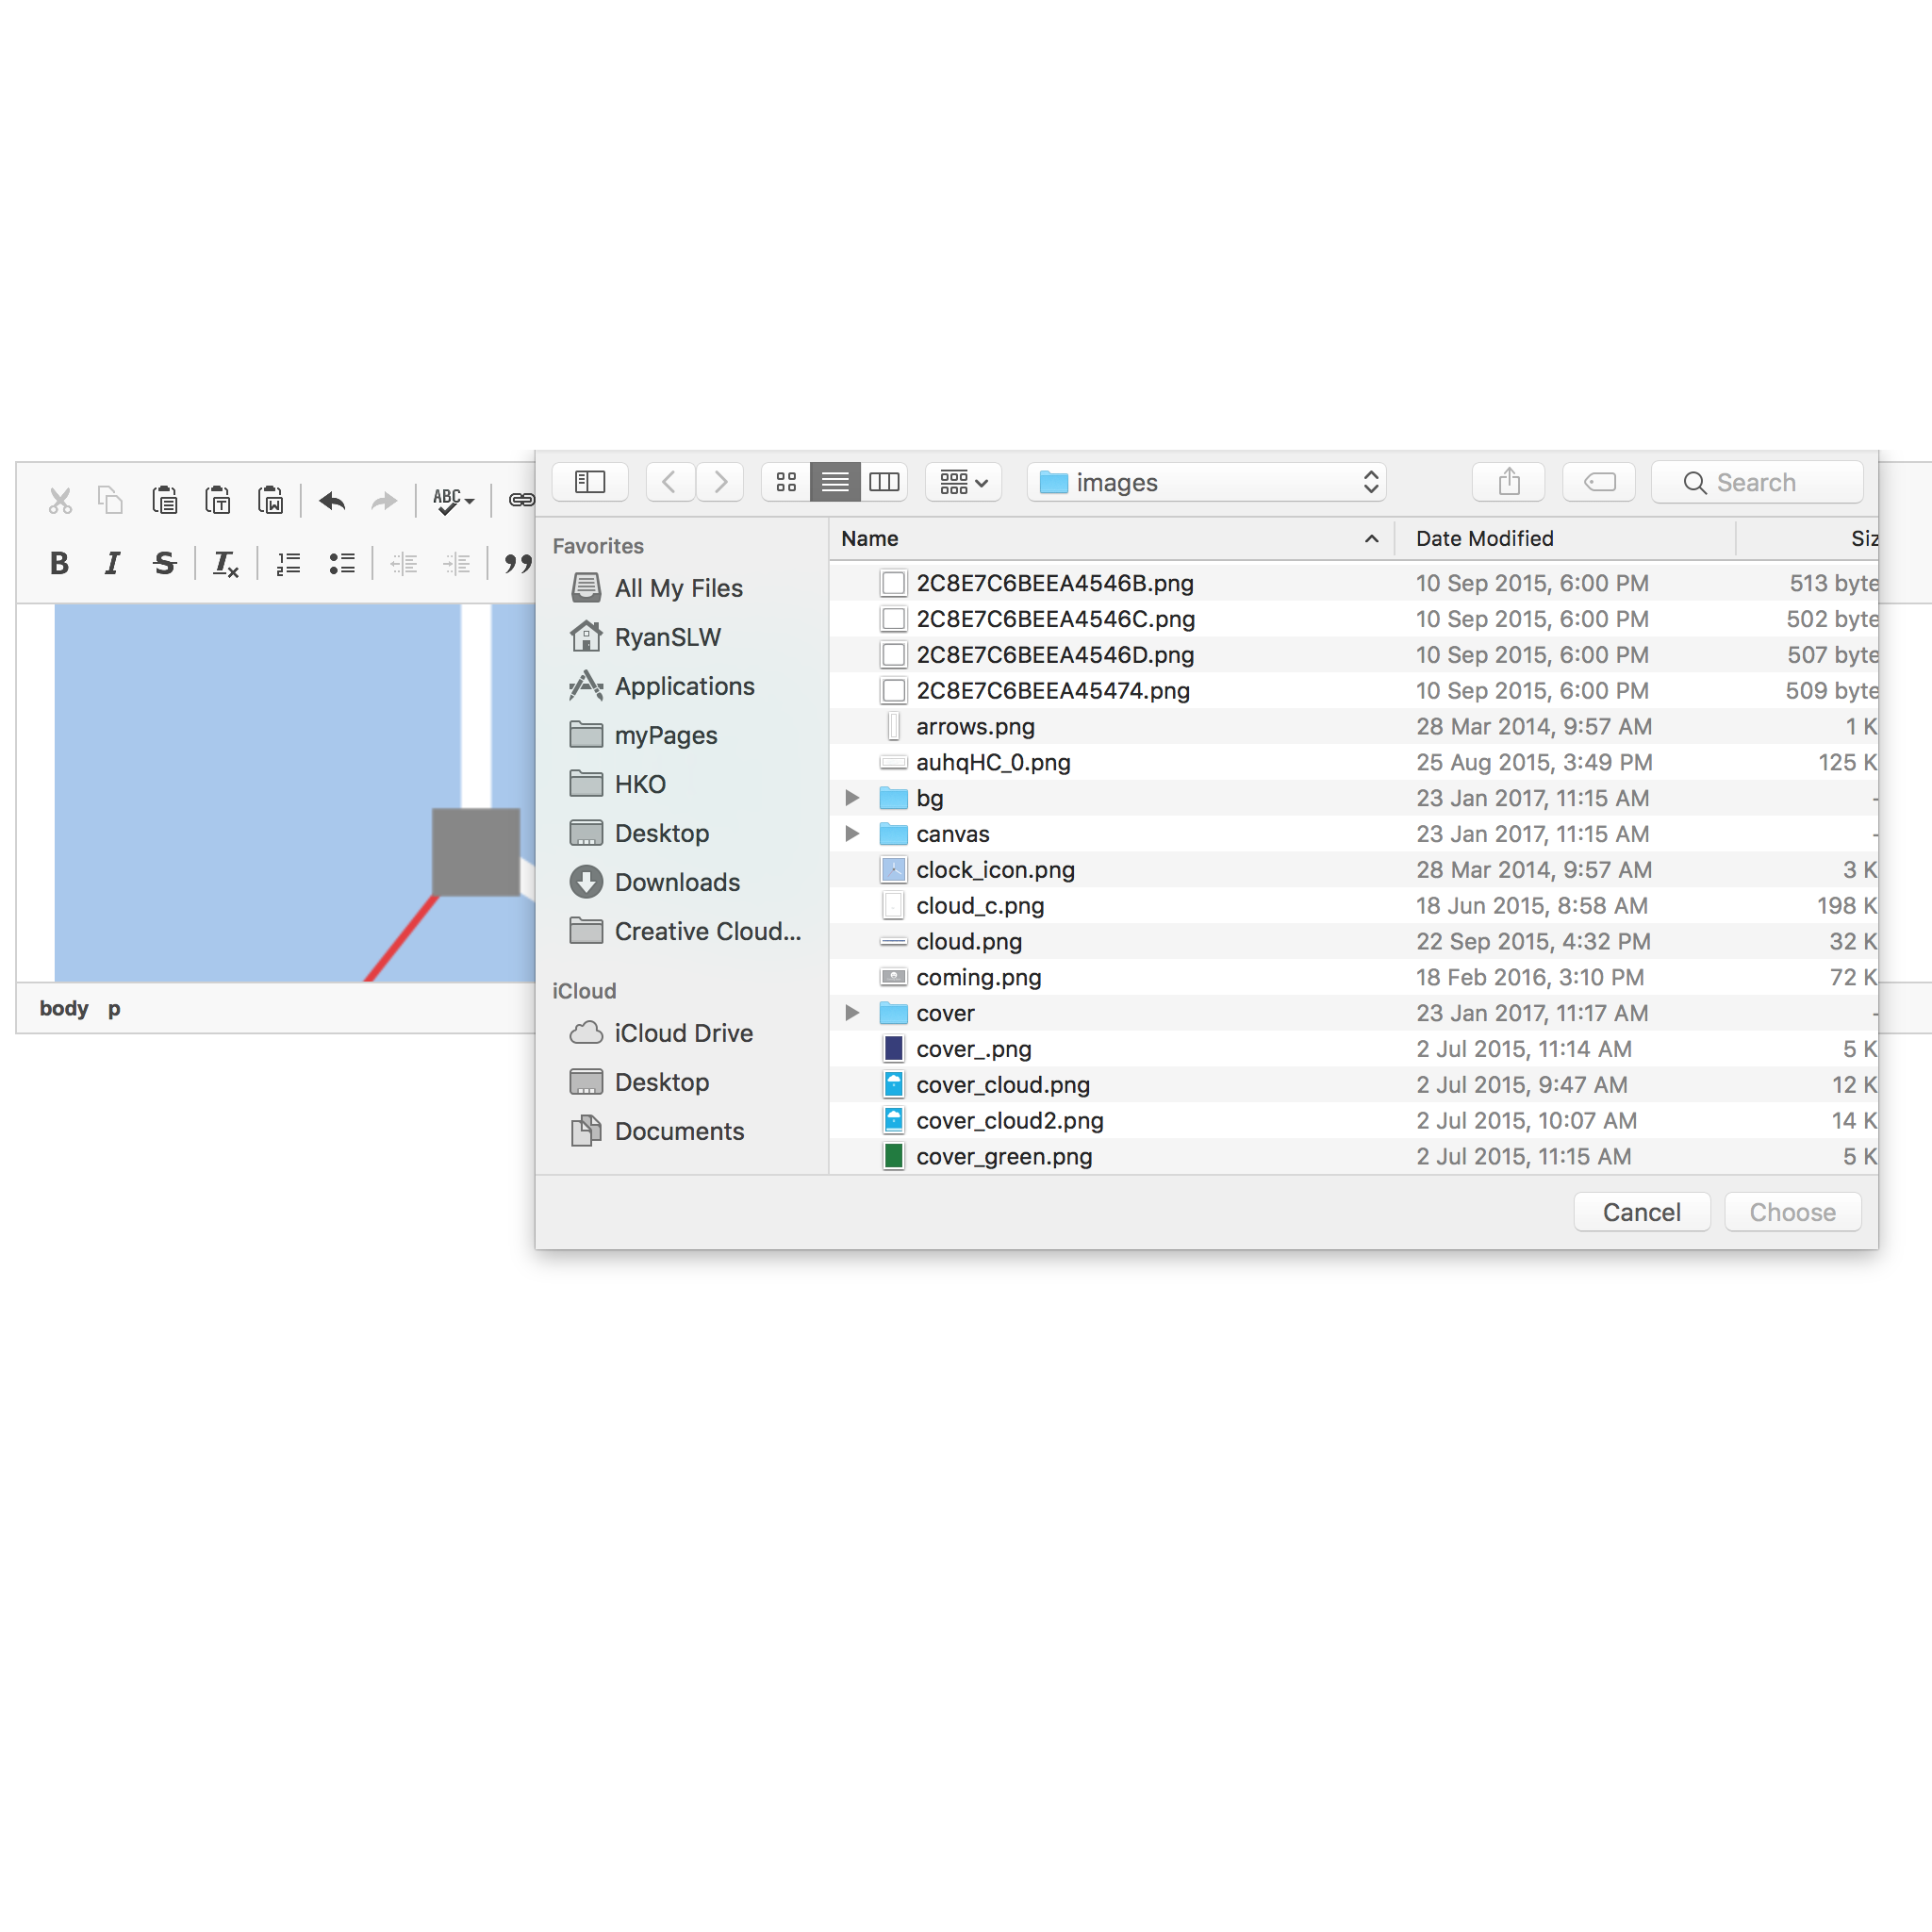 ABC
B I S Tx
body p
images
Search
Favorites
All My Files
RyanSLW
Applications
myPages
HKO
Desktop
Downloads
Creative Cloud...
iCloud
iCloud Drive
Desktop
Documents
Name Date Modified Siz
2C8E7C6BEEA4546B.png 10 Sep 2015, 6:00 PM 513 byte
2C8E7C6BEEA4546C.png 10 Sep 2015, 6:00 PM 502 byte
2C8E7C6BEEA4546D.png 10 Sep 2015, 6:00 PM 507 byte
2C8E7C6BEEA45474.png 10 Sep 2015, 6:00 PM 509 byte
arrows.png 28 Mar 2014, 9:57 AM 1 K
auhqHC_0.png 25 Aug 2015, 3:49 PM 125 K
bg 23 Jan 2017, 11:15 AM -
canvas 23 Jan 2017, 11:15 AM -
clock_icon.png 28 Mar 2014, 9:57 AM 3 K
cloud_c.png 18 Jun 2015, 8:58 AM 198 K
cloud.png 22 Sep 2015, 4:32 PM 32 K
coming.png 18 Feb 2016, 3:10 PM 72 K
cover 23 Jan 2017, 11:17 AM -
cover_.png 2 Jul 2015, 11:14 AM 5 K
cover_cloud.png 2 Jul 2015, 9:47 AM 12 K
cover_cloud2.png 2 Jul 2015, 10:07 AM 14 K
cover_green.png 2 Jul 2015, 11:15 AM 5 K
Cancel Choose